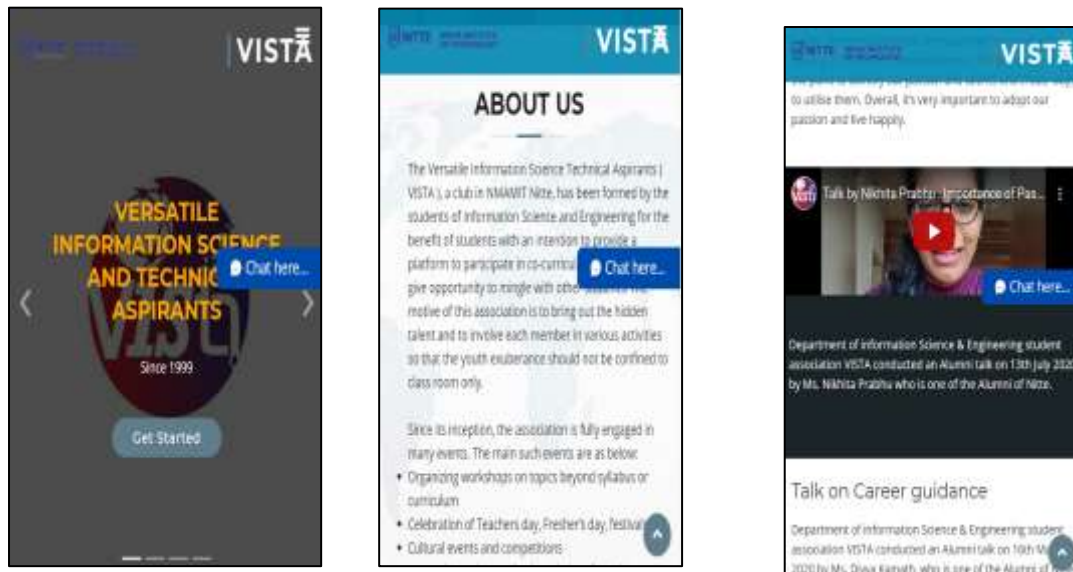 VISTA
VERSATILE
INFORMATION SCIENCE
AND TECHNIC
ASPIRANTS
VISTA
Since 1999
Get Started
Chat here...
NITTE
VISTA
ABOUT US
The Versatile Information Science Technical Aspirants (
VISTA ), a club in NMAMIT Nitte, has been formed by the
students of Information Science and Engineering for the
benefit of students with an intention to provide a
platform to participate in co-curricu
give opportunity to mingle with other
motive of this association is to bring out the hidden
talent and to involve each member in various activities
so that the youth exuberance should not be confined to
class room only.
Chat here...
Since its inception, the association is fully engaged in
many events. The main such events are as below:
• Organizing workshops on topics beyond syllabus or
curriculum
• Celebration of Teachers day, Fresher's day, festival
• Cultural events and competitions
NITTE
VISTA
to utilise them. Overall, it's very important to adopt our
passion and live happily.
Talk by Nikhita Prabhu- Importance of Pas...
Chat here...
Department of information Science & Engineering student
association VISTA conducted an Alumni talk on 13th July 2020
by Ms. Nikhita Prabhu who is one of the Alumni of Nitte.
Talk on Career guidance
Department of information Science & Engineering student
association VISTA conducted an Alumni talk on 10th M
2020 by Ms. Divya Kamath, who is one of the Alumni of